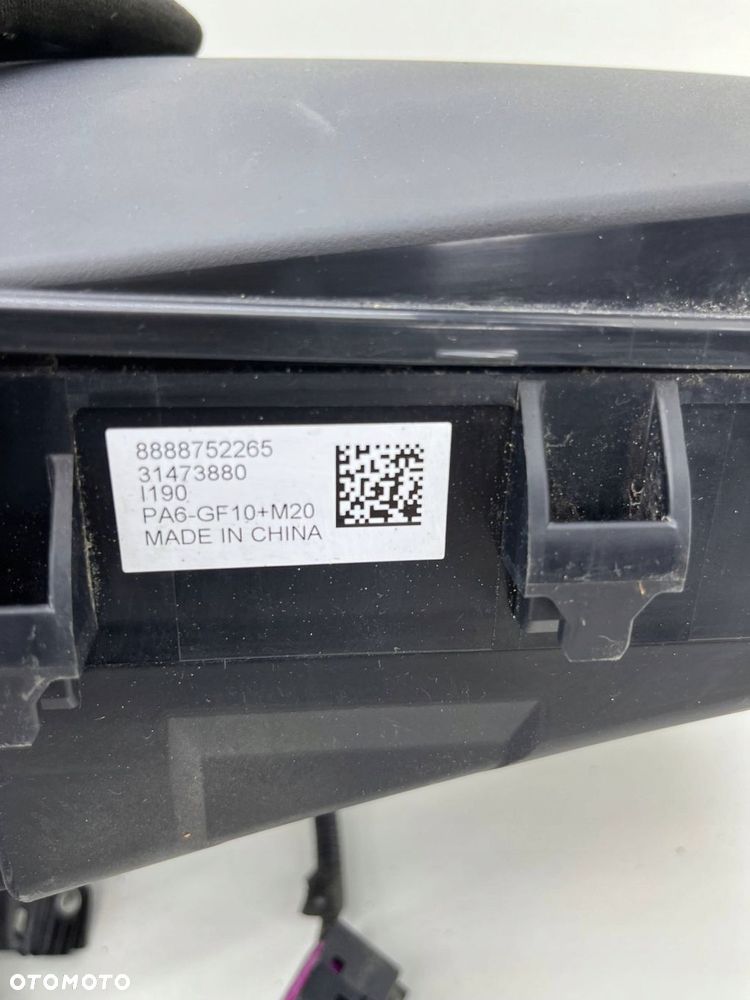 8888752265
31473880
I190
PA6-GF10+M20
MADE IN CHINA
OTOMOTO